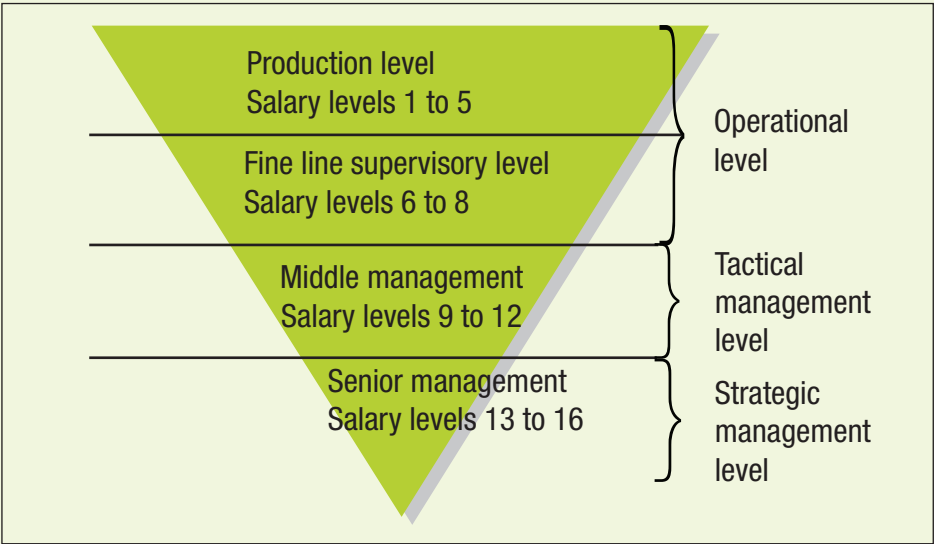 Production level
Salary levels 1 to 5
Operational
level
Fine line supervisory level
Salary levels 6 to 8
Middle management
Salary levels 9 to 12
Tactical
management
level
Senior management
Salary levels 13 to 16
Strategic
management
level